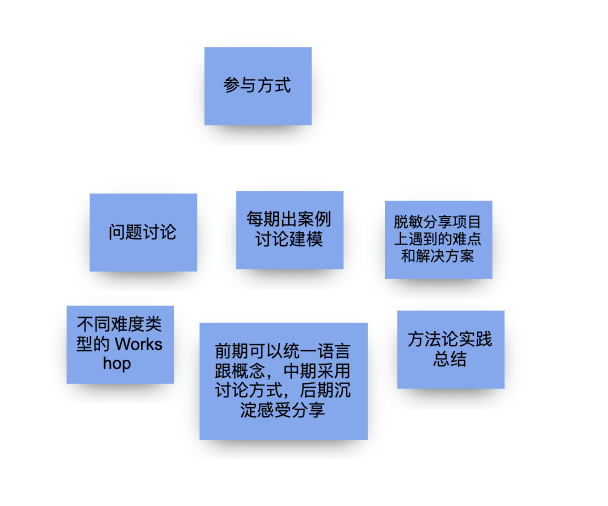 参与方式
问题讨论
每期出案例
讨论建模
脱敏分享项目
上遇到的难点
和解决方案
不同难度类
型的 Works
hop
前期可以统一语言
跟概念，中期采用
讨论方式，后期沉
淀感受分享
方法论实践
总结